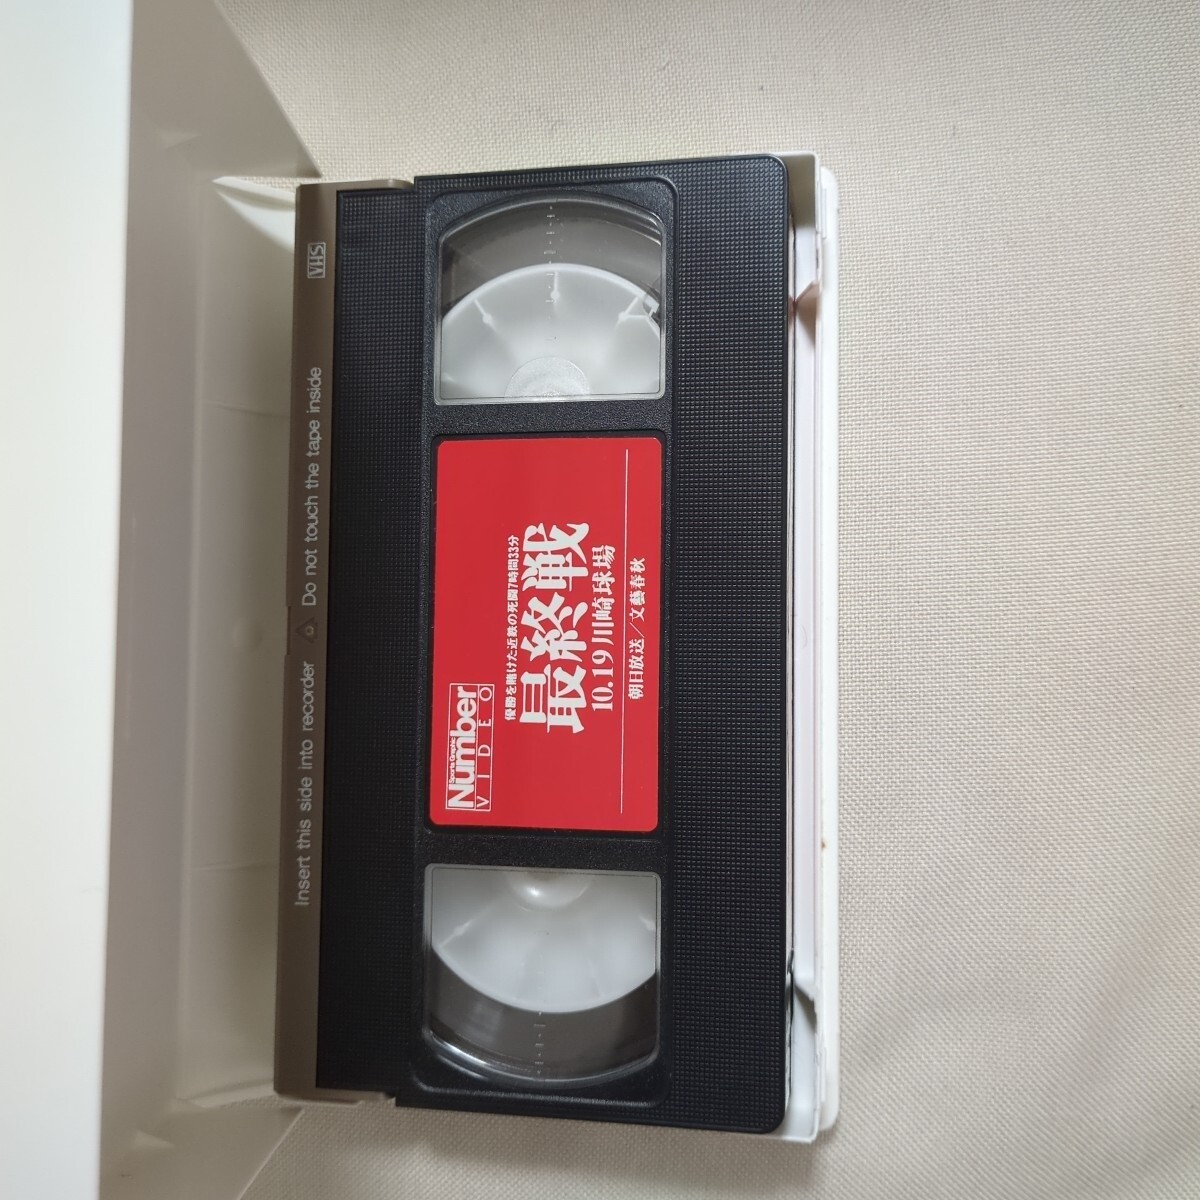 VHS
Insert this side into recorder Do not touch the tape inside
Sports Graphic
Number
VIDEO
優勝を賭けた近鉄の死闘7時間33分
最終戦
10.19川崎球場
朝日放送/文藝春秋